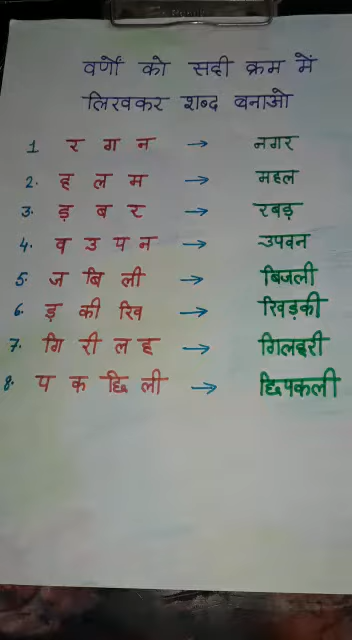 वर्णों को सही क्रम में
लिखकर शब्द बनाओ
1 र ग न → नगर
2. ह ल म → महल
3. ड़ ब र → रबड़
4. व उ प न → उपवन
5. ज बि ली → बिजली
6. ड़ की खि → खिड़की
7. गि री ल ह → गिलहरी
8. प क छि ली → छिपकली